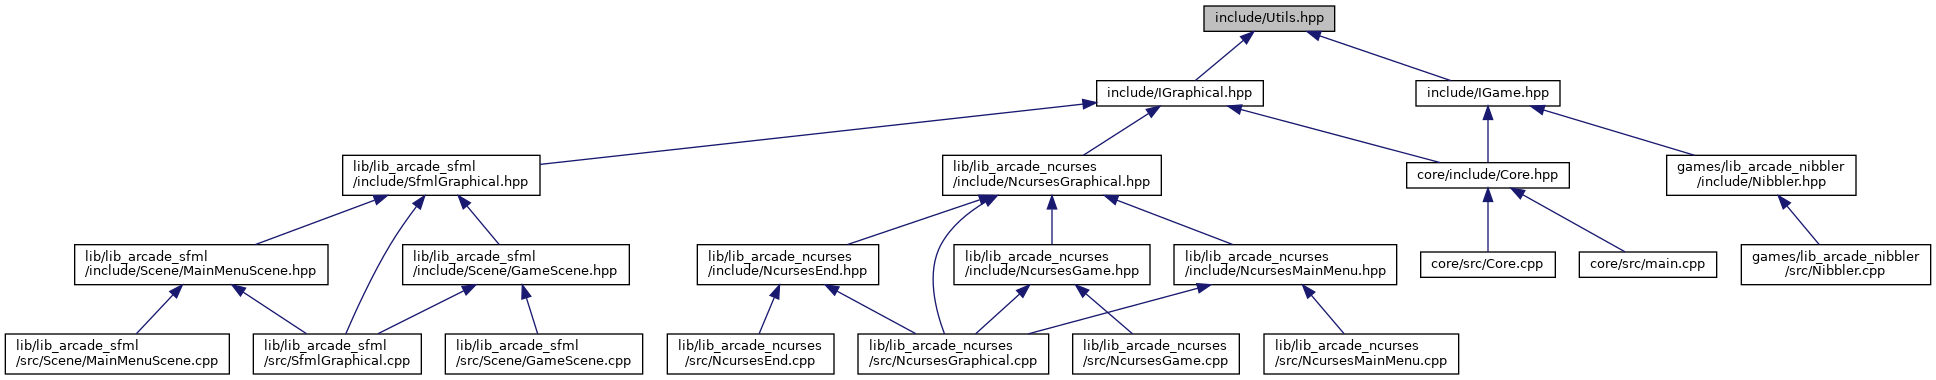 include/Utils.hpp
include/IGraphical.hpp
include/IGame.hpp
lib/lib_arcade_sfml
/include/SfmlGraphical.hpp
lib/lib_arcade_ncurses
/include/NcursesGraphical.hpp
core/include/Core.hpp
games/lib_arcade_nibbler
/include/Nibbler.hpp
lib/lib_arcade_sfml
/include/Scene/MainMenuScene.hpp
lib/lib_arcade_sfml
/include/Scene/GameScene.hpp
lib/lib_arcade_ncurses
/include/NcursesEnd.hpp
lib/lib_arcade_ncurses
/include/NcursesGame.hpp
lib/lib_arcade_ncurses
/include/NcursesMainMenu.hpp
core/src/Core.cpp
core/src/main.cpp
games/lib_arcade_nibbler
/src/Nibbler.cpp
lib/lib_arcade_sfml
/src/Scene/MainMenuScene.cpp
lib/lib_arcade_sfml
/src/SfmlGraphical.cpp
lib/lib_arcade_sfml
/src/Scene/GameScene.cpp
lib/lib_arcade_ncurses
/src/NcursesEnd.cpp
lib/lib_arcade_ncurses
/src/NcursesGraphical.cpp
lib/lib_arcade_ncurses
/src/NcursesGame.cpp
lib/lib_arcade_ncurses
/src/NcursesMainMenu.cpp